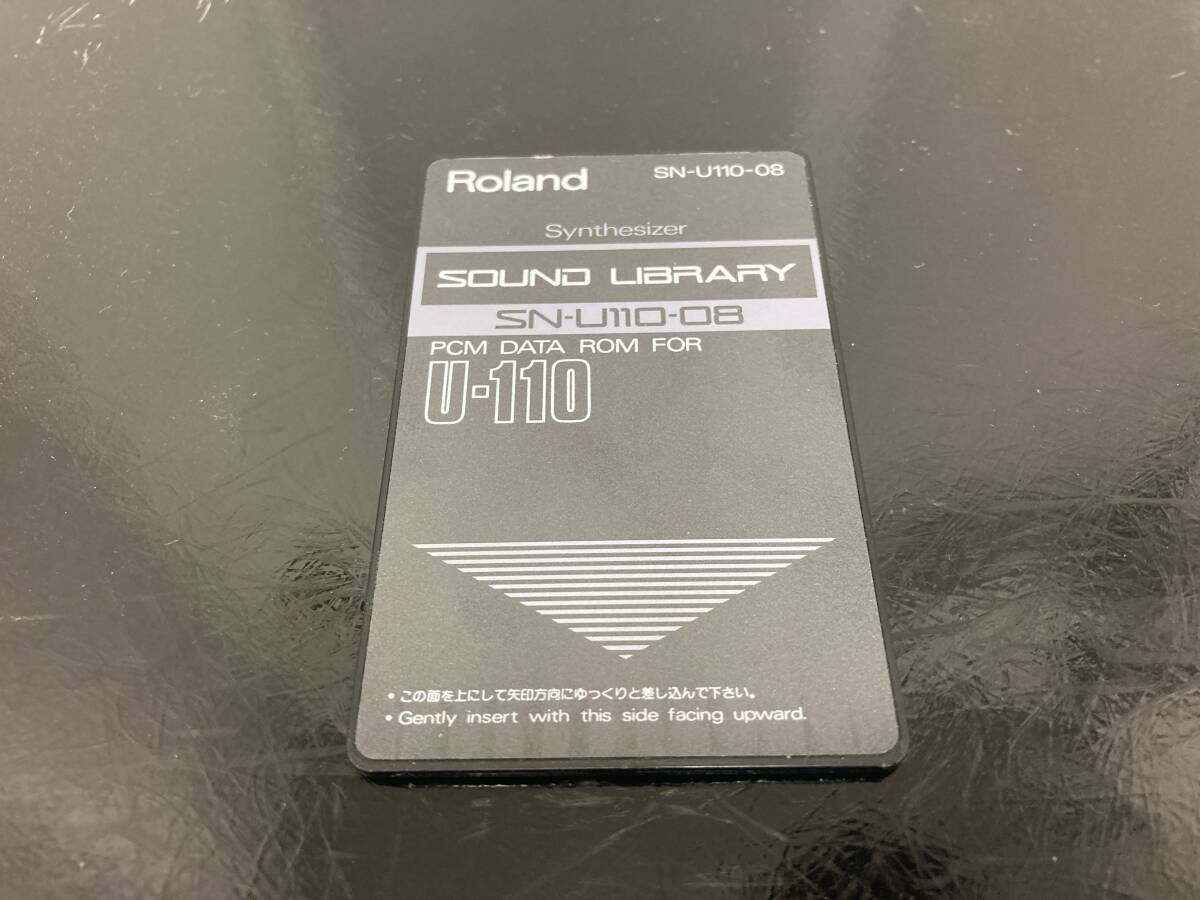 Roland SN-U110-08
Synthesizer
SOUND LIBRARY
SN-U110-08
PCM DATA ROM FOR
U-110
• この面を上にして矢印方向にゆっくりと差し込んで下さい。
• Gently insert with this side facing upward.